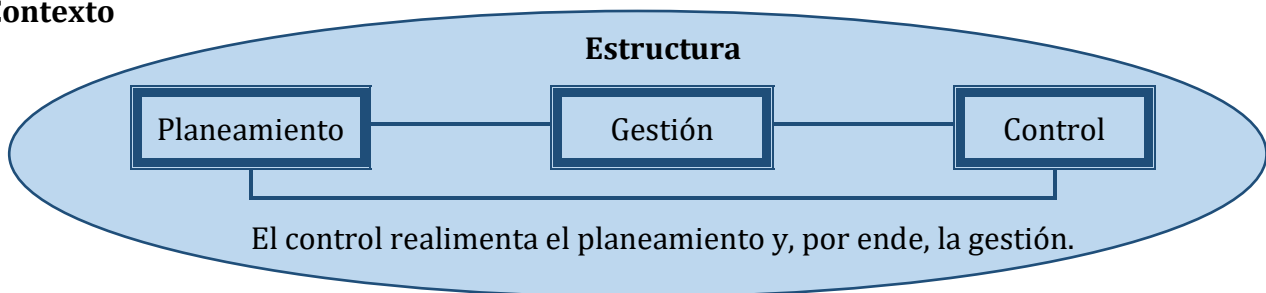 Contexto
Estructura
Planeamiento
Gestión
Control
El control realimenta el planeamiento y, por ende, la gestión.